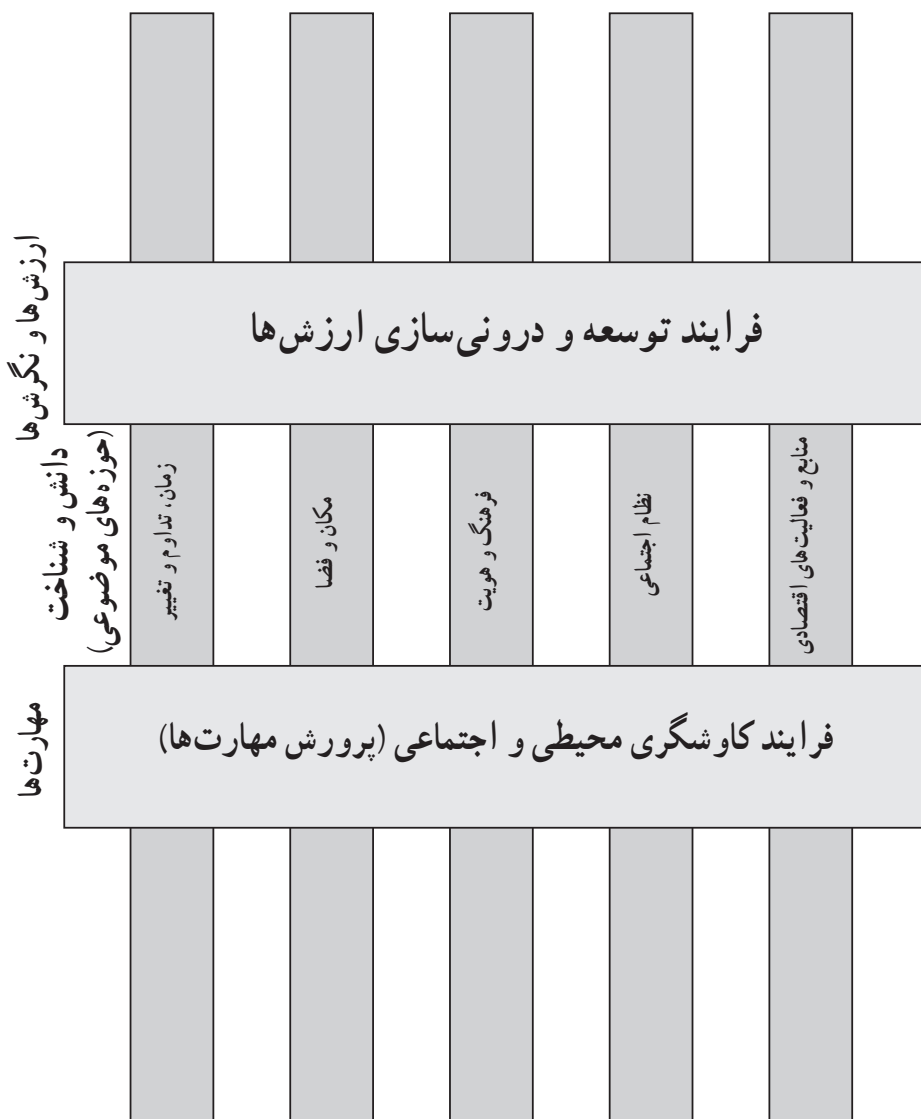 ارزش‌ها و نگرش‌ها
فرایند توسعه و درونی‌سازی ارزش‌ها
دانش و شناخت
(حوزه‌های موضوعی)
زمان، تداوم و تغییر
مکان و فضا
فرهنگ و هویت
نظام اجتماعی
منابع و فعالیت‌های اقتصادی
مهارت‌ها
فرایند کاوشگری محیطی و اجتماعی (پرورش مهارت‌ها)